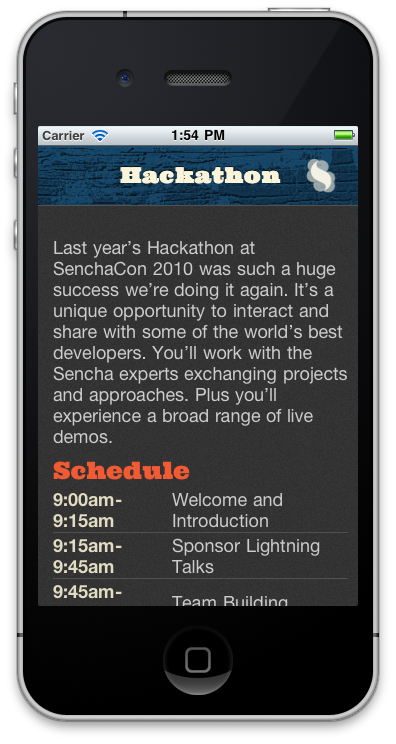 Carrier 1:54 PM
Hackathon
Last year's Hackathon at
SenchaCon 2010 was such a huge
success we're doing it again. It's a
unique opportunity to interact and
share with some of the world's best
developers. You'll work with the
Sencha experts exchanging projects
and approaches. Plus you'll
experience a broad range of live
demos.
Schedule
9:00am- Welcome and
9:15am Introduction
9:15am- Sponsor Lightning
9:45am Talks
9:45am-
Team Building